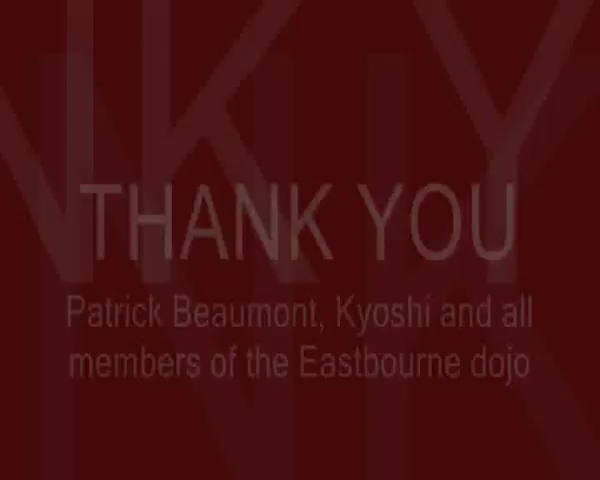 THANK YOU
Patrick Beaumont, Kyoshi and all
members of the Eastbourne dojo